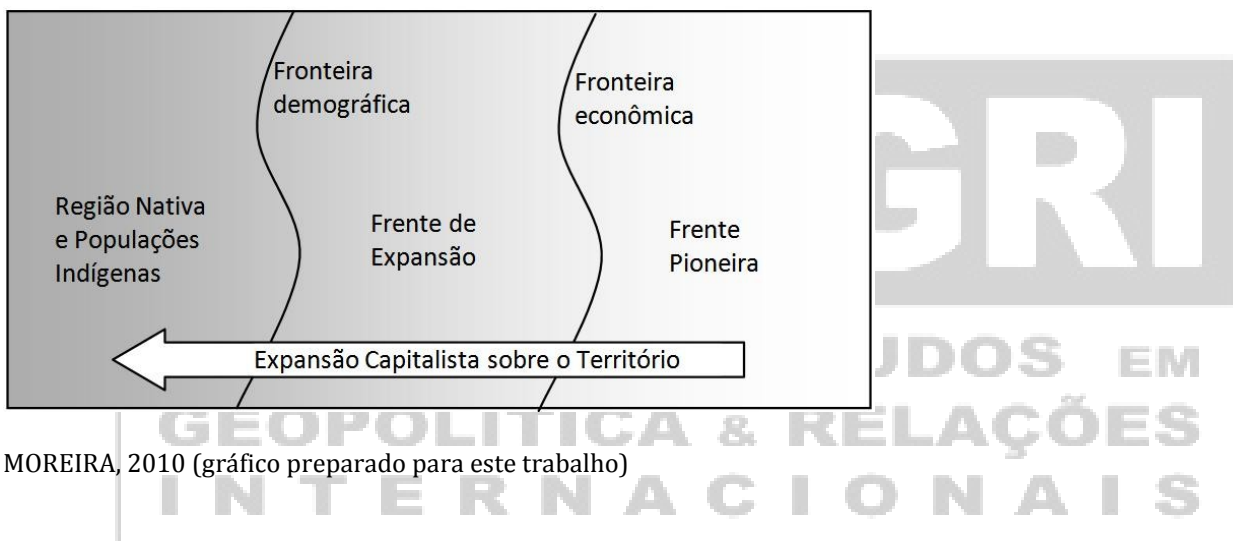 Fronteira
demográfica
Fronteira
econômica
Região Nativa
e Populações
Indígenas
Frente de
Expansão
Frente
Pioneira
Expansão Capitalista sobre o Território
GRI
UDOS EM
GEOPOLITICA & RELAÇÕES
INTERNACIONAIS
MOREIRA, 2010 (gráfico preparado para este trabalho)